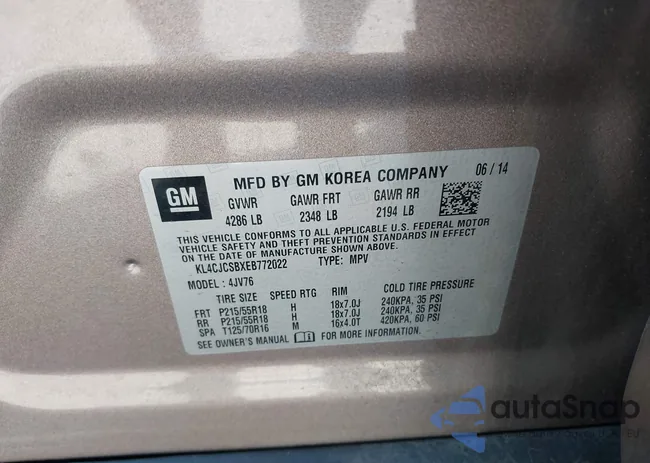 GM
MFD BY GM KOREA COMPANY 06 / 14
GVWR GAWR FRT GAWR RR
4286 LB 2348 LB 2194 LB
THIS VEHICLE CONFORMS TO ALL APPLICABLE U.S. FEDERAL MOTOR
VEHICLE SAFETY AND THEFT PREVENTION STANDARDS IN EFFECT
ON THE DATE OF MANUFACTURE SHOWN ABOVE.
KL4CJCSBXEB772022 TYPE: MPV
MODEL : 4JV76
TIRE SIZE SPEED RTG RIM COLD TIRE PRESSURE
FRT P215/55R18 H 18x7.0J 240KPA, 35 PSI
RR P215/55R18 H 18x7.0J 240KPA, 35 PSI
SPA T125/70R16 M 16x4.0T 420KPA, 60 PSI
SEE OWNER'S MANUAL FOR MORE INFORMATION.
autoSnap